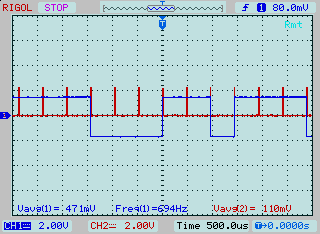 RIGOL STOP 1 80.0mV
T
Rmt
1
Vavg(1)=.471mV Freq(1)=694Hz Vavg(2)= 110mV
CH1 2.00V CH2 2.00V Time 500.0us T→0.0000s